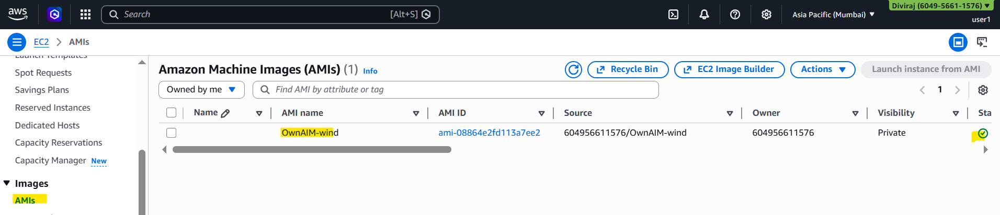 aws
Search [Alt+S]
Asia Pacific (Mumbai)
Diviraj (6049-5661-1576)
user1
EC2 > AMIs
Launch Templates
Spot Requests
Savings Plans
Reserved Instances
Dedicated Hosts
Capacity Reservations
Capacity Manager New
Images
AMIs
Amazon Machine Images (AMIs) (1) Info
Recycle Bin
EC2 Image Builder
Actions
Launch instance from AMI
Owned by me
Find AMI by attribute or tag
1
Name AMI name AMI ID Source Owner Visibility Sta
OwnAIM-wind ami-08864e2fd113a7ee2 604956611576/OwnAIM-wind 604956611576 Private